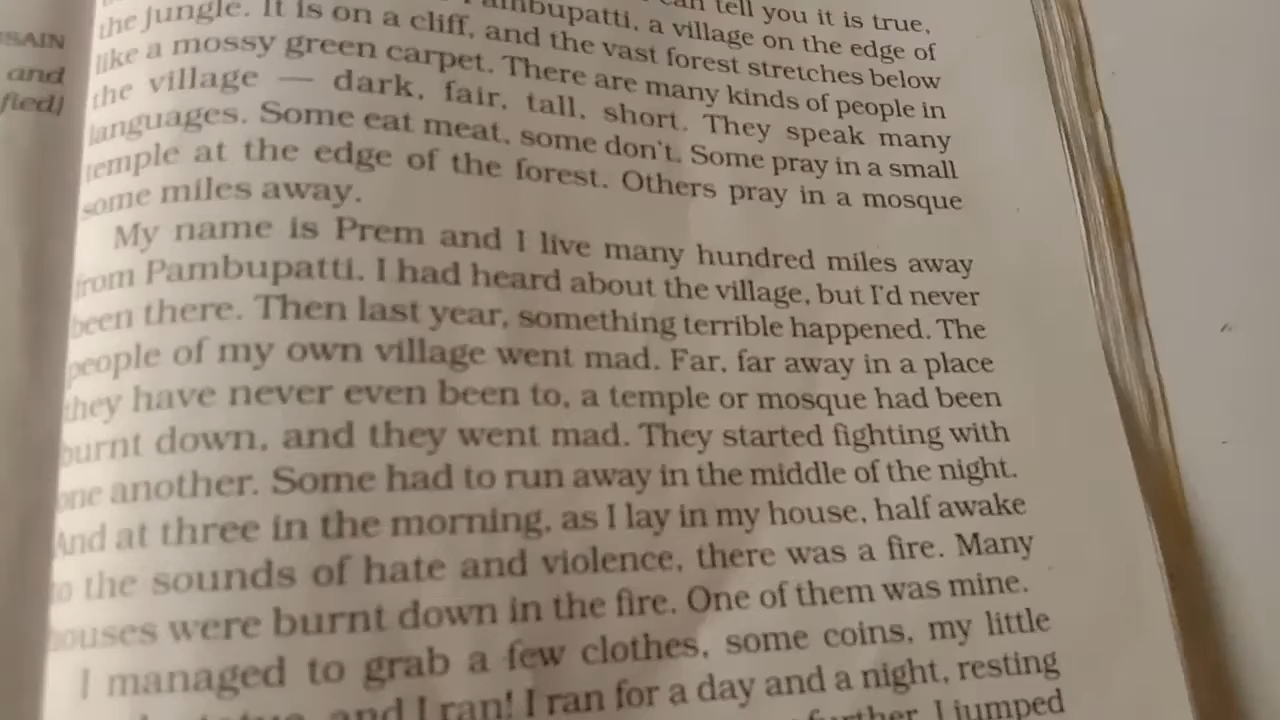 SAIN
and
fied)
can tell you it is true,
Pambupatti, a village on the edge of
the jungle. It is on a cliff, and the vast forest stretches below
like a mossy green carpet. There are many kinds of people in
the village — dark, fair, tall, short. They speak many
languages. Some eat meat, some don't. Some pray in a small
temple at the edge of the forest. Others pray in a mosque
some miles away.
My name is Prem and I live many hundred miles away
from Pambupatti. I had heard about the village, but I'd never
been there. Then last year, something terrible happened. The
people of my own village went mad. Far, far away in a place
they have never even been to, a temple or mosque had been
burnt down, and they went mad. They started fighting with
one another. Some had to run away in the middle of the night.
And at three in the morning, as I lay in my house, half awake
to the sounds of hate and violence, there was a fire. Many
houses were burnt down in the fire. One of them was mine.
I managed to grab a few clothes, some coins, my little
and I ran! I ran for a day and a night, resting
further, I jumped